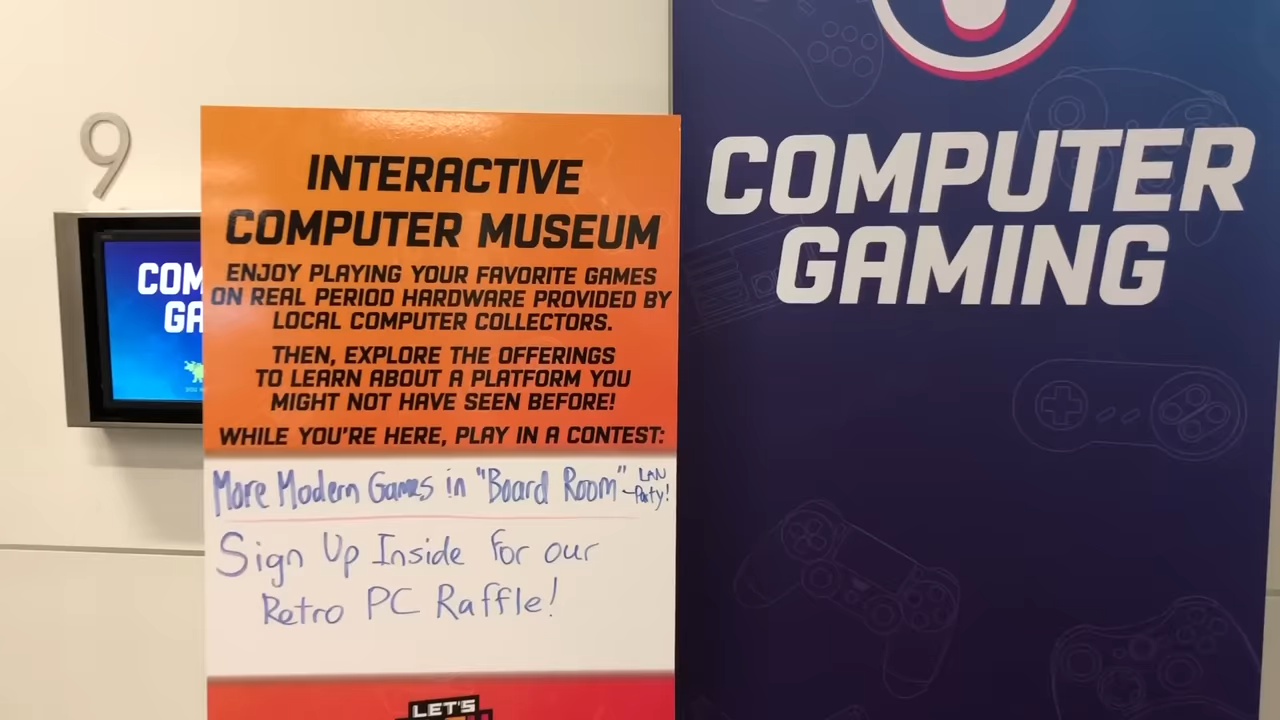 9
COM
GA
INTERACTIVE
COMPUTER MUSEUM
ENJOY PLAYING YOUR FAVORITE GAMES
ON REAL PERIOD HARDWARE PROVIDED BY
LOCAL COMPUTER COLLECTORS.
THEN, EXPLORE THE OFFERINGS
TO LEARN ABOUT A PLATFORM YOU
MIGHT NOT HAVE SEEN BEFORE!
WHILE YOU'RE HERE, PLAY IN A CONTEST:
More Modern Games in "Board Room" - LAN Party!
Sign Up Inside for our
Retro PC Raffle!
LET'S
COMPUTER
GAMING